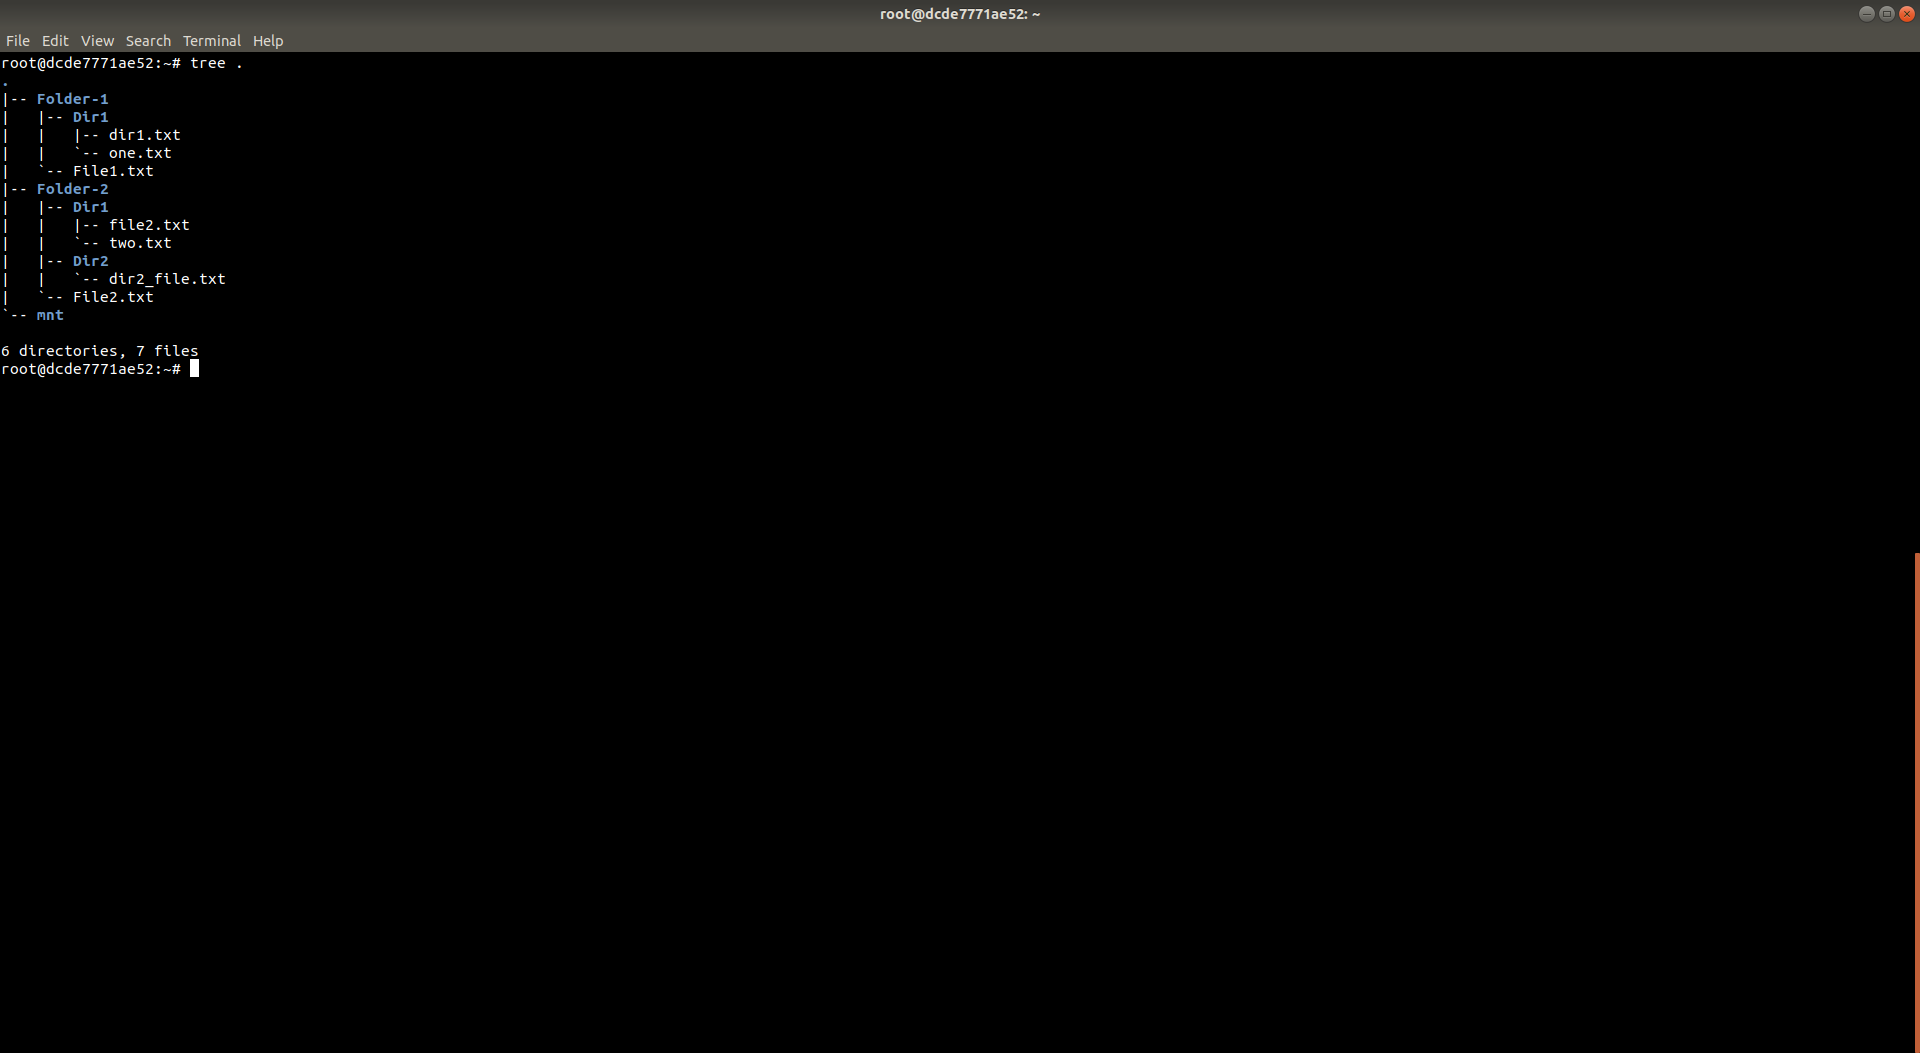 root@dcde7771ae52: ~
File Edit View Search Terminal Help
root@dcde7771ae52:~# tree .
.
|-- Folder-1
|   |-- Dir1
|   |   |-- dir1.txt
|   |   `-- one.txt
|   `-- File1.txt
|-- Folder-2
|   |-- Dir1
|   |   |-- file2.txt
|   |   `-- two.txt
|   |-- Dir2
|   |   `-- dir2_file.txt
|   `-- File2.txt
`-- mnt
6 directories, 7 files
root@dcde7771ae52:~#